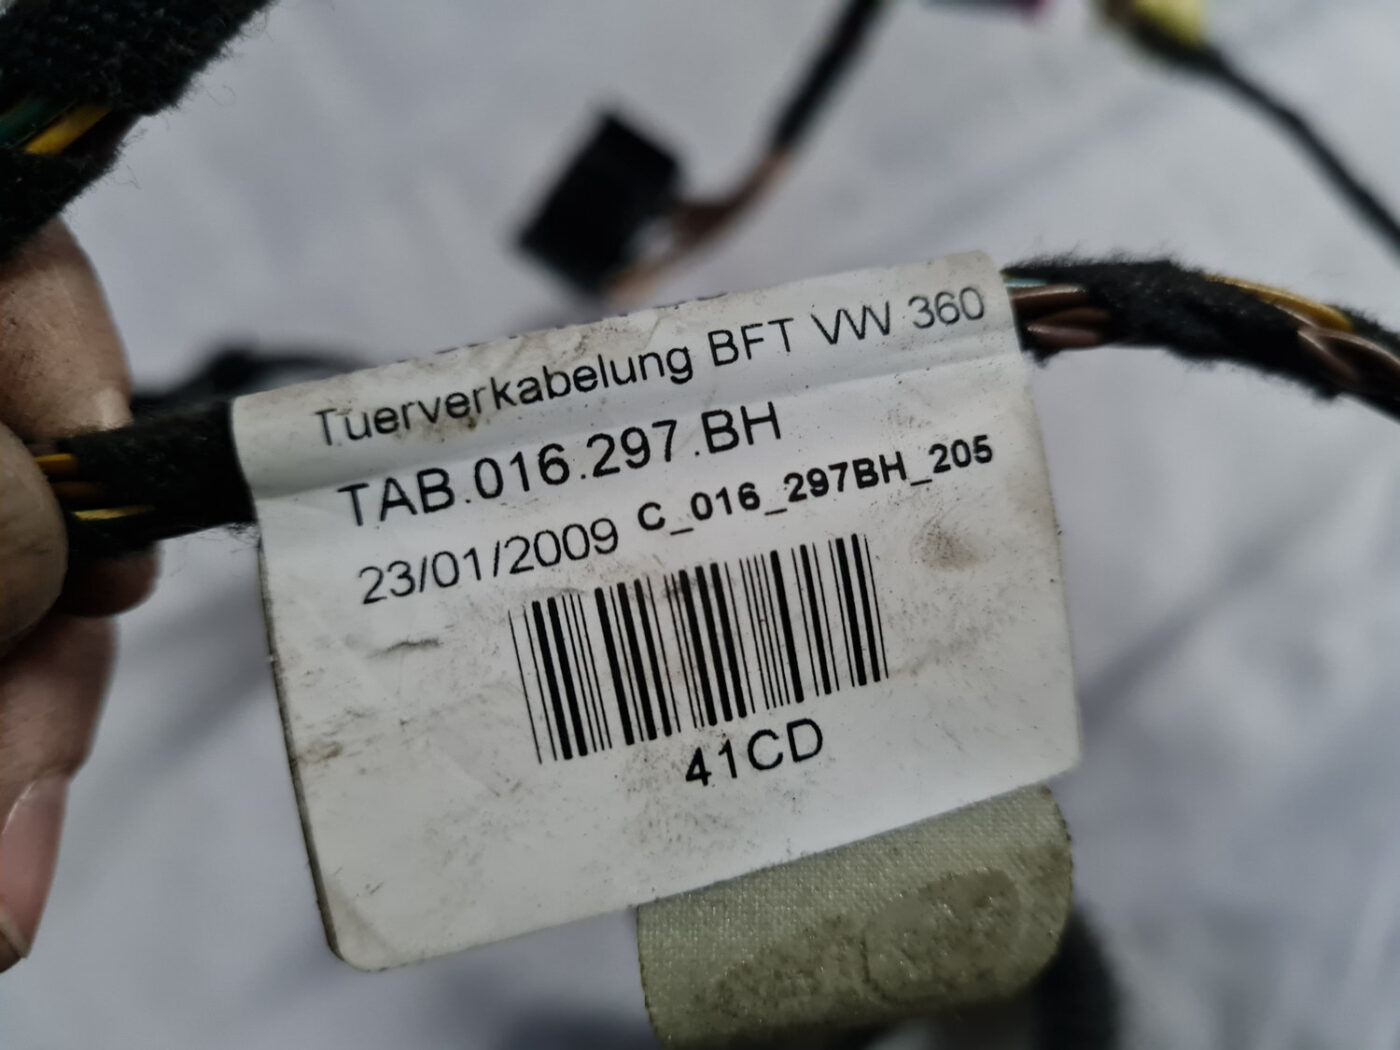 Tuerverkabelung BFT VW 360
TAB.016.297.BH
23/01/2009 C_016_297BH_205
41CD